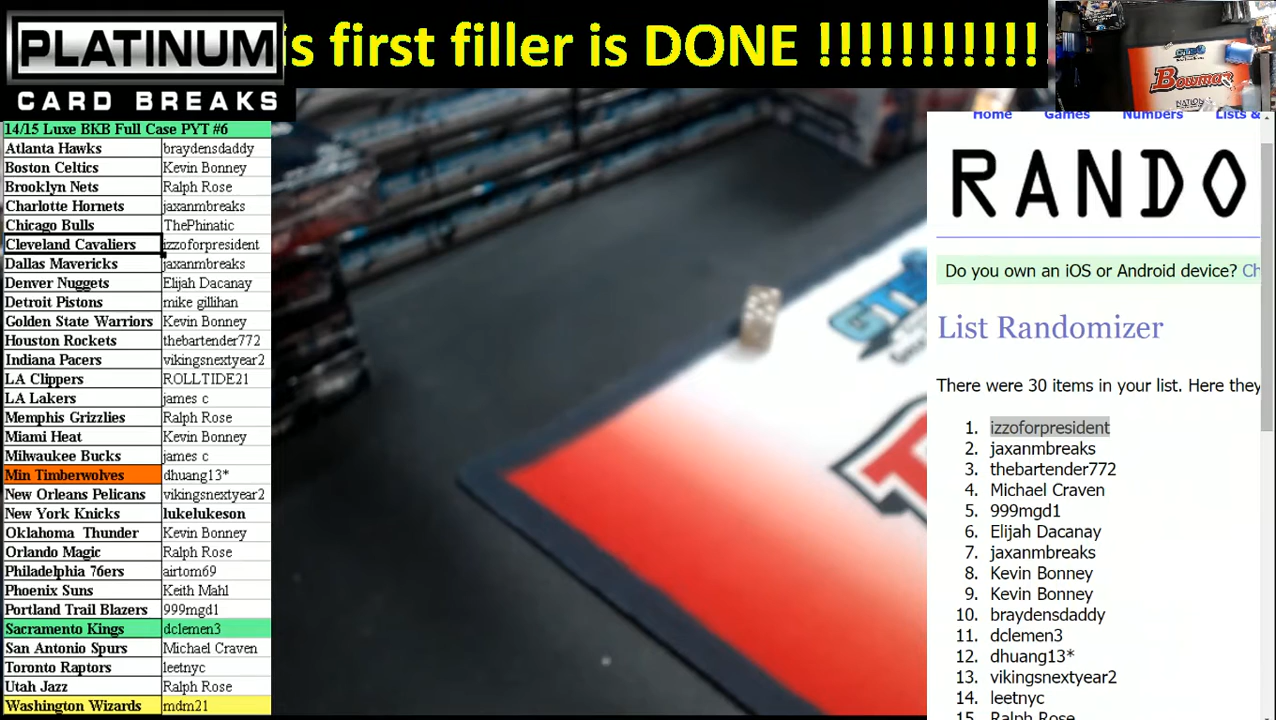 PLATINUM
CARD BREAKS
is first filler is DONE !!!!!!!!!!!!
14/15 Luxe BKB Full Case PYT #6
Atlanta Hawks braydensdaddy
Boston Celtics Kevin Bonney
Brooklyn Nets Ralph Rose
Charlotte Hornets jaxanmbreaks
Chicago Bulls ThePhinatic
Cleveland Cavaliers izzoforpresident
Dallas Mavericks jaxanmbreaks
Denver Nuggets Elijah Dacanay
Detroit Pistons mike gillihan
Golden State Warriors Kevin Bonney
Houston Rockets thebartender772
Indiana Pacers vikingsnextyear2
LA Clippers ROLLTIDE21
LA Lakers james c
Memphis Grizzlies Ralph Rose
Miami Heat Kevin Bonney
Milwaukee Bucks james c
Min Timberwolves dhuang13*
New Orleans Pelicans vikingsnextyear2
New York Knicks lukelukeson
Oklahoma Thunder Kevin Bonney
Orlando Magic Ralph Rose
Philadelphia 76ers airtom69
Phoenix Suns Keith Mahl
Portland Trail Blazers 999mgd1
Sacramento Kings dclemen3
San Antonio Spurs Michael Craven
Toronto Raptors leetnyc
Utah Jazz Ralph Rose
Washington Wizards mdm21
Bowman
Home Games Numbers Lists &
RANDO
Do you own an iOS or Android device? Ch
List Randomizer
There were 30 items in your list. Here they
1. izzoforpresident
2. jaxanmbreaks
3. thebartender772
4. Michael Craven
5. 999mgd1
6. Elijah Dacanay
7. jaxanmbreaks
8. Kevin Bonney
9. Kevin Bonney
10. braydensdaddy
11. dclemen3
12. dhuang13*
13. vikingsnextyear2
14. leetnyc
15. Ralph Rose